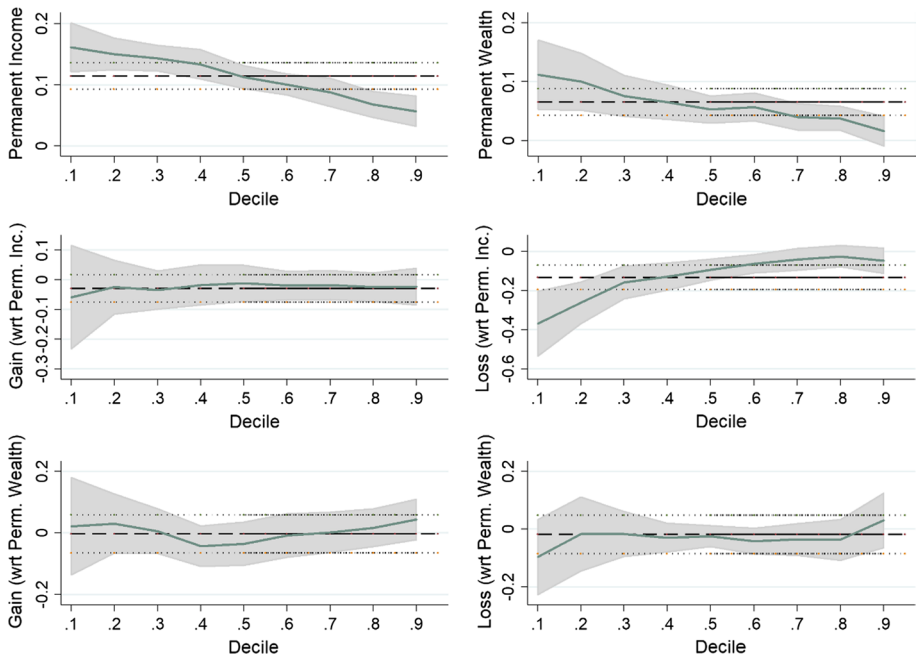 Permanent Income
0.2
0.1
0
.1 .2 .3 .4 .5 .6 .7 .8 .9
Decile
Permanent Wealth
0.2
0.1
0
.1 .2 .3 .4 .5 .6 .7 .8 .9
Decile
Gain (wrt Perm. Inc.)
0.1
0
-0.1
-0.2
-0.3
.1 .2 .3 .4 .5 .6 .7 .8 .9
Decile
Loss (wrt Perm. Inc.)
0
-0.2
-0.4
-0.6
.1 .2 .3 .4 .5 .6 .7 .8 .9
Decile
Gain (wrt Perm. Wealth)
0.2
0
-0.2
.1 .2 .3 .4 .5 .6 .7 .8 .9
Decile
Loss (wrt Perm. Wealth)
0.2
0
-0.2
.1 .2 .3 .4 .5 .6 .7 .8 .9
Decile